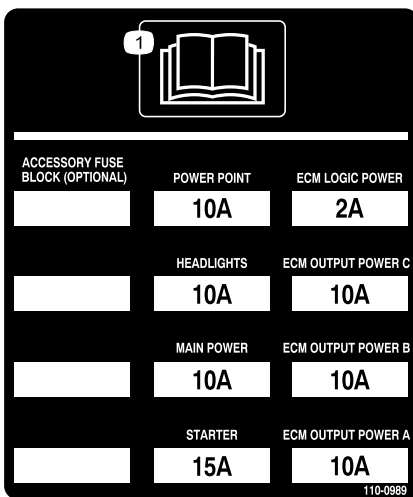 1
ACCESSORY FUSE
BLOCK (OPTIONAL)
POWER POINT
ECM LOGIC POWER
10A
2A
HEADLIGHTS
ECM OUTPUT POWER C
10A
10A
MAIN POWER
ECM OUTPUT POWER B
10A
10A
STARTER
ECM OUTPUT POWER A
15A
10A
110-0989